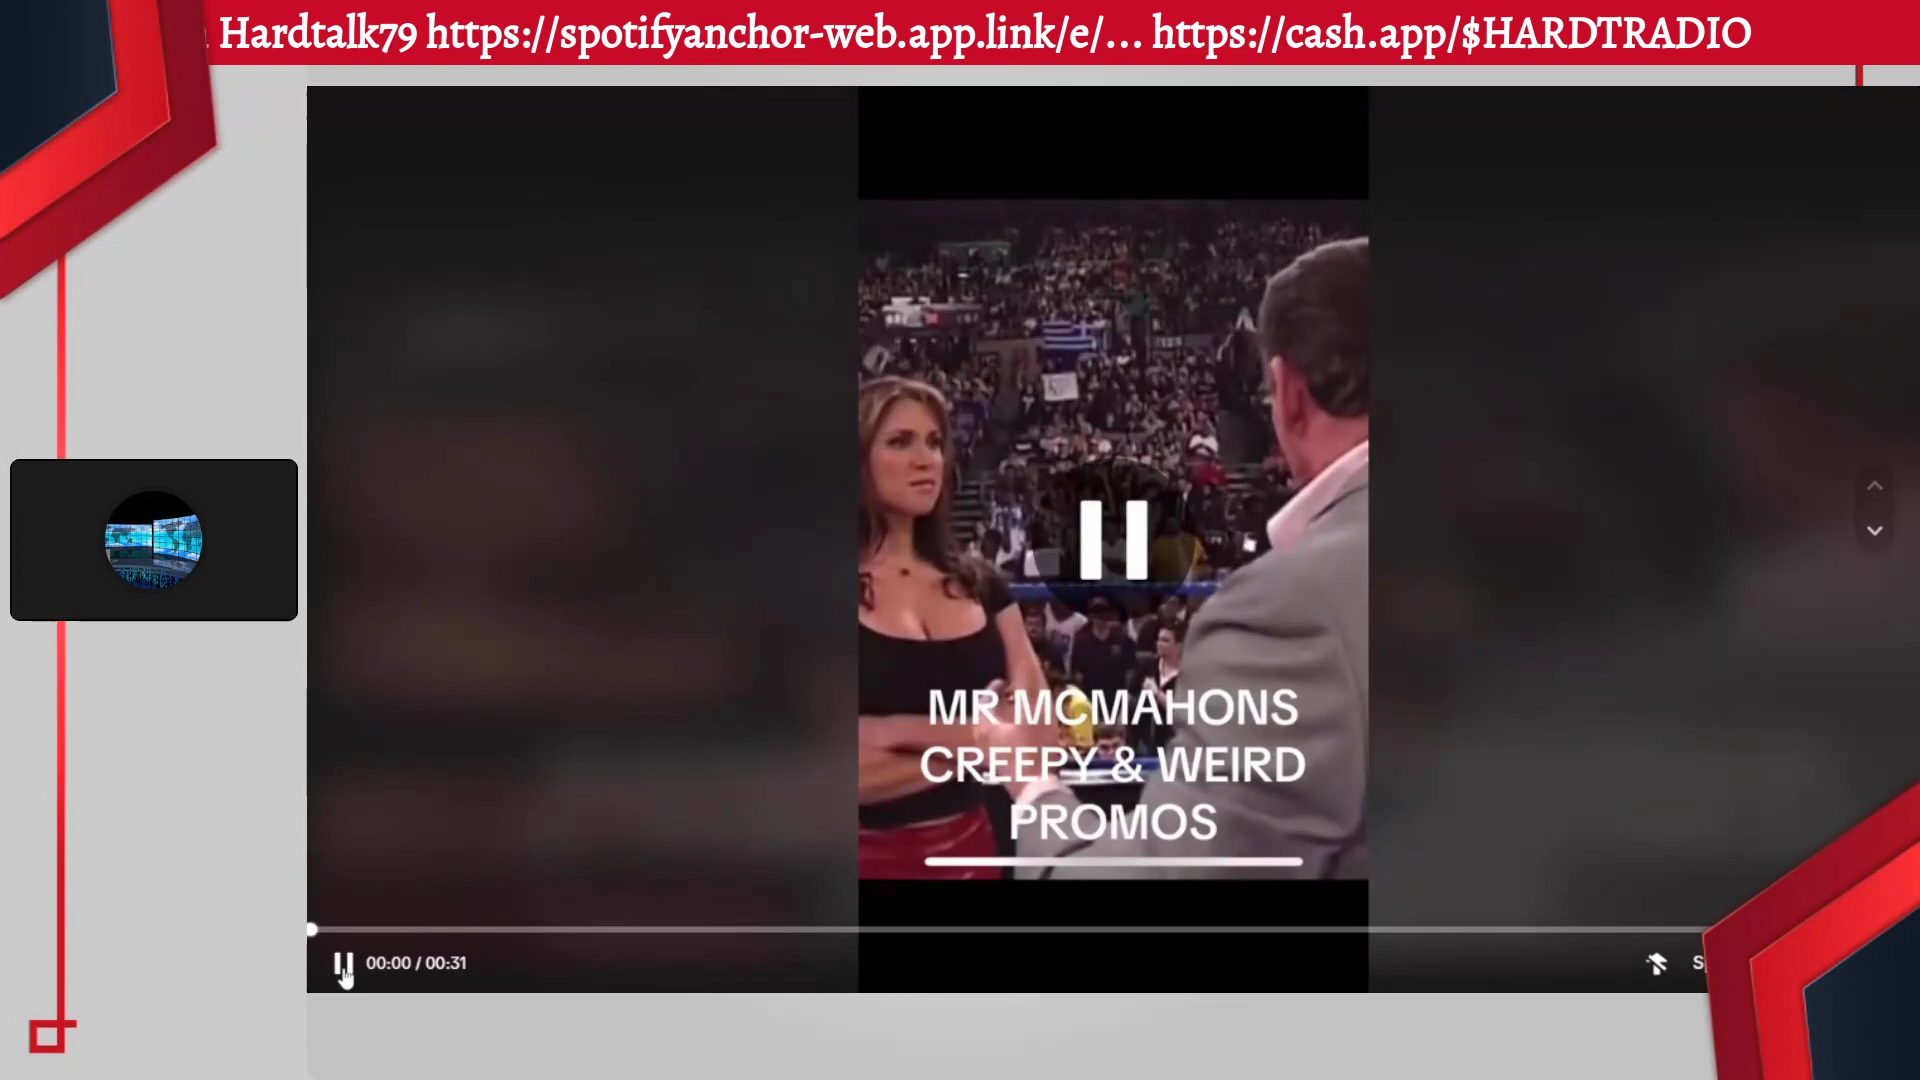 Hardtalk79 https://spotifyanchor-web.app.link/e/... https://cash.app/$HARDTRADIO
MR MCMAHONS
CREEPY & WEIRD
PROMOS
00:00 / 00:31